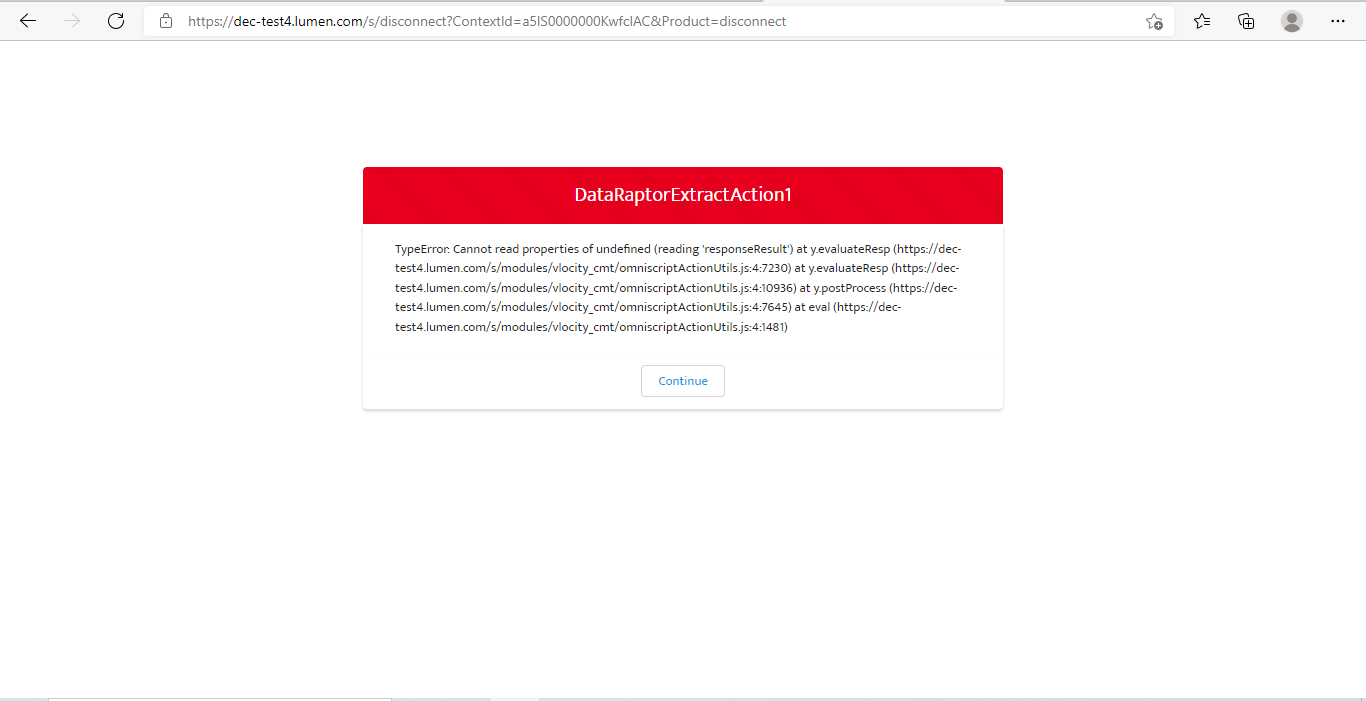 https://dec-test4.lumen.com/s/disconnect?ContextId=a5lS0000000KwfcIAC&Product=disconnect
DataRaptorExtractAction1
TypeError: Cannot read properties of undefined (reading 'responseResult') at y.evaluateResp (https://dec-
test4.lumen.com/s/modules/vlocity_cmt/omniscriptActionUtils.js:4:7230) at y.evaluateResp (https://dec-
test4.lumen.com/s/modules/vlocity_cmt/omniscriptActionUtils.js:4:10936) at y.postProcess (https://dec-
test4.lumen.com/s/modules/vlocity_cmt/omniscriptActionUtils.js:4:7645) at eval (https://dec-
test4.lumen.com/s/modules/vlocity_cmt/omniscriptActionUtils.js:4:1481)
Continue